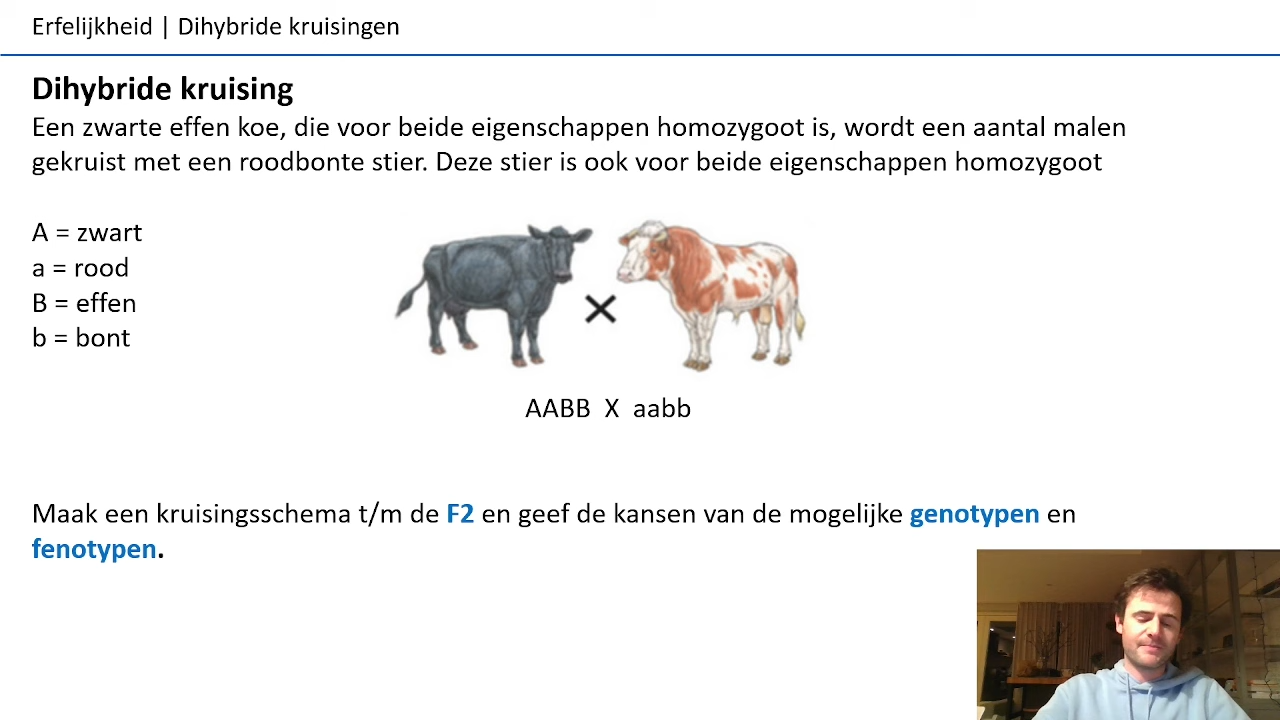 Erfelijkheid | Dihybride kruisingen
Dihybride kruising
Een zwarte effen koe, die voor beide eigenschappen homozygoot is, wordt een aantal malen
gekruist met een roodbonte stier. Deze stier is ook voor beide eigenschappen homozygoot
A = zwart
a = rood
B = effen
b = bont
AABB X aabb
Maak een kruisingsschema t/m de F2 en geef de kansen van de mogelijke genotypen en
fenotypen.